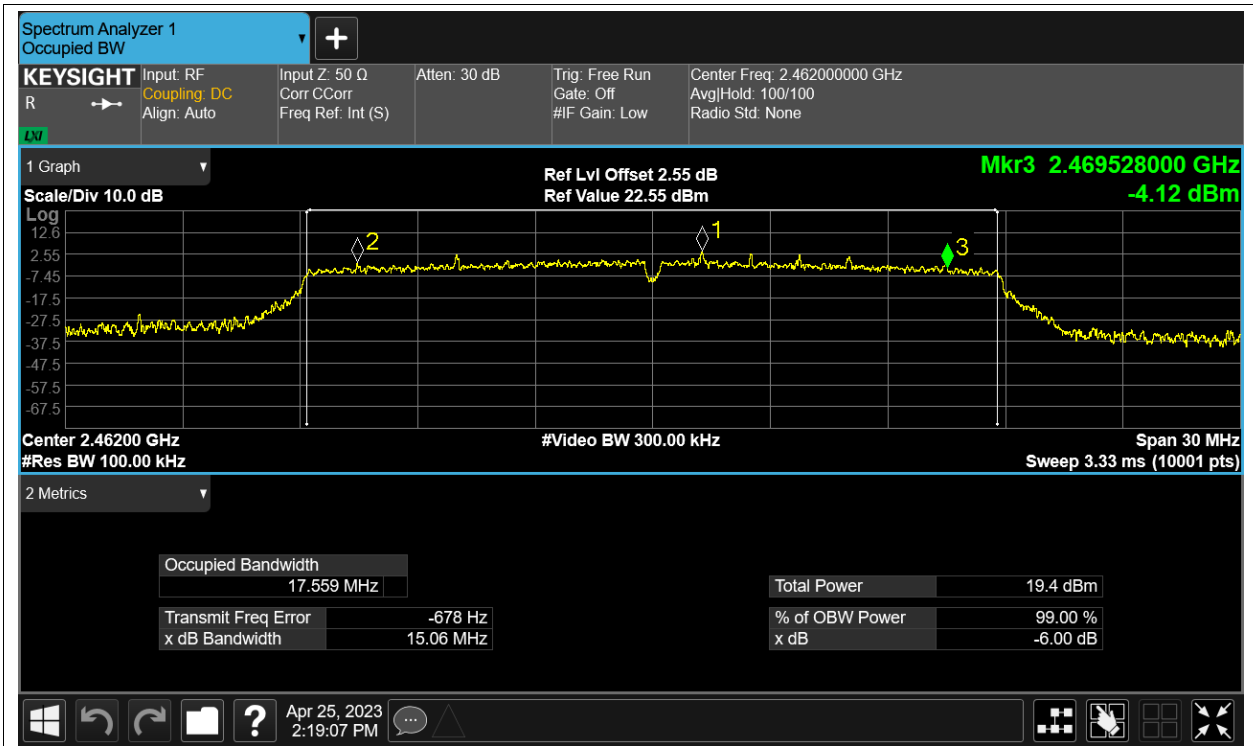 Spectrum Analyzer 1
Occupied BW
KEYSIGHT
R
LXI
Input: RF
Coupling: DC
Align: Auto
Input Z: 50 Ω
Corr CCorr
Freq Ref: Int (S)
Atten: 30 dB
Trig: Free Run
Gate: Off
#IF Gain: Low
Center Freq: 2.462000000 GHz
Avg|Hold: 100/100
Radio Std: None
1 Graph
Scale/Div 10.0 dB
Ref Lvl Offset 2.55 dB
Ref Value 22.55 dBm
Mkr3 2.469528000 GHz
-4.12 dBm
Log
12.6
2.55
-7.45
-17.5
-27.5
-37.5
-47.5
-57.5
-67.5
2
1
3
Center 2.46200 GHz
#Res BW 100.00 kHz
#Video BW 300.00 kHz
Span 30 MHz
Sweep 3.33 ms (10001 pts)
2 Metrics
Occupied Bandwidth
17.559 MHz
Transmit Freq Error -678 Hz
x dB Bandwidth 15.06 MHz
Total Power 19.4 dBm
% of OBW Power 99.00 %
x dB -6.00 dB
?
Apr 25, 2023
2:19:07 PM